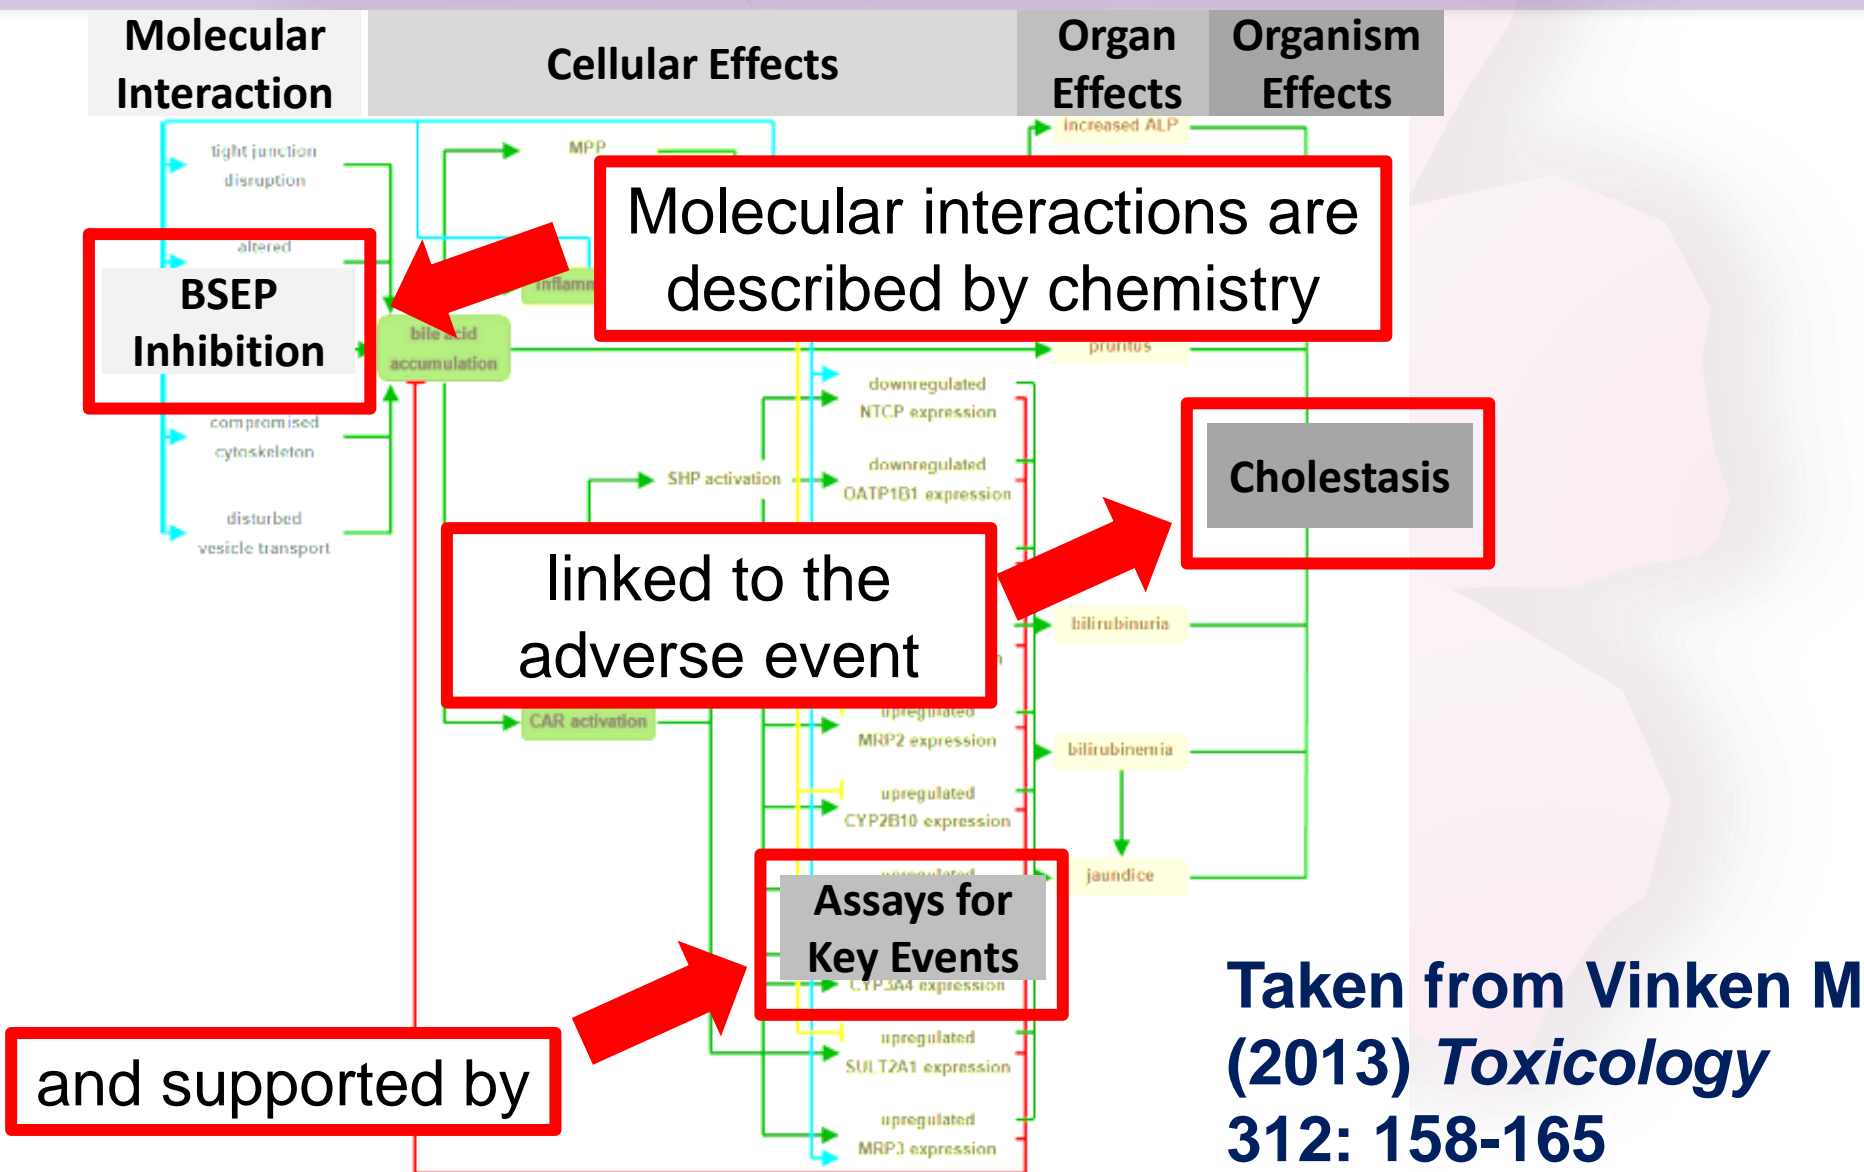 Molecular
Interaction
Cellular Effects
Organ
Effects
Organism
Effects
tight junction
disruption
altered
BSEP
Inhibition
compromised
cytoskeleton
disturbed
vesicle transport
bile acid
accumulation
MPP
Molecular interactions are
described by chemistry
increased ALP
pruritus
downregulated
NTCP expression
SHP activation
downregulated
OATP1B1 expression
Cholestasis
linked to the
adverse event
bilirubinuria
CAR activation
upregulated
MRP2 expression
bilirubinemia
upregulated
CYP2B10 expression
upregulated
jaundice
Assays for
Key Events
CYP3A4 expression
and supported by
upregulated
SULT2A1 expression
upregulated
MRP3 expression
Taken from Vinken M
(2013) Toxicology
312: 158-165